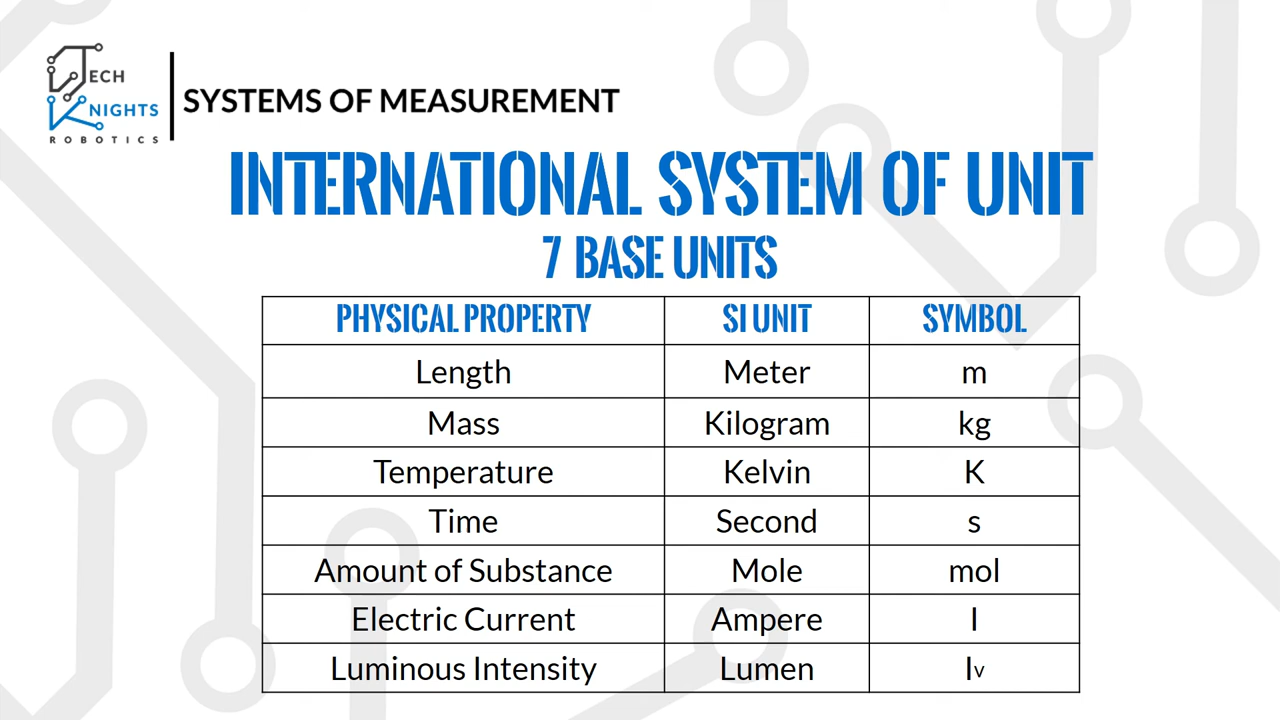 TECH
KNIGHTS
ROBOTICS
SYSTEMS OF MEASUREMENT
INTERNATIONAL SYSTEM OF UNIT
7 BASE UNITS
PHYSICAL PROPERTY SI UNIT SYMBOL
Length Meter m
Mass Kilogram kg
Temperature Kelvin K
Time Second s
Amount of Substance Mole mol
Electric Current Ampere I
Luminous Intensity Lumen Iv